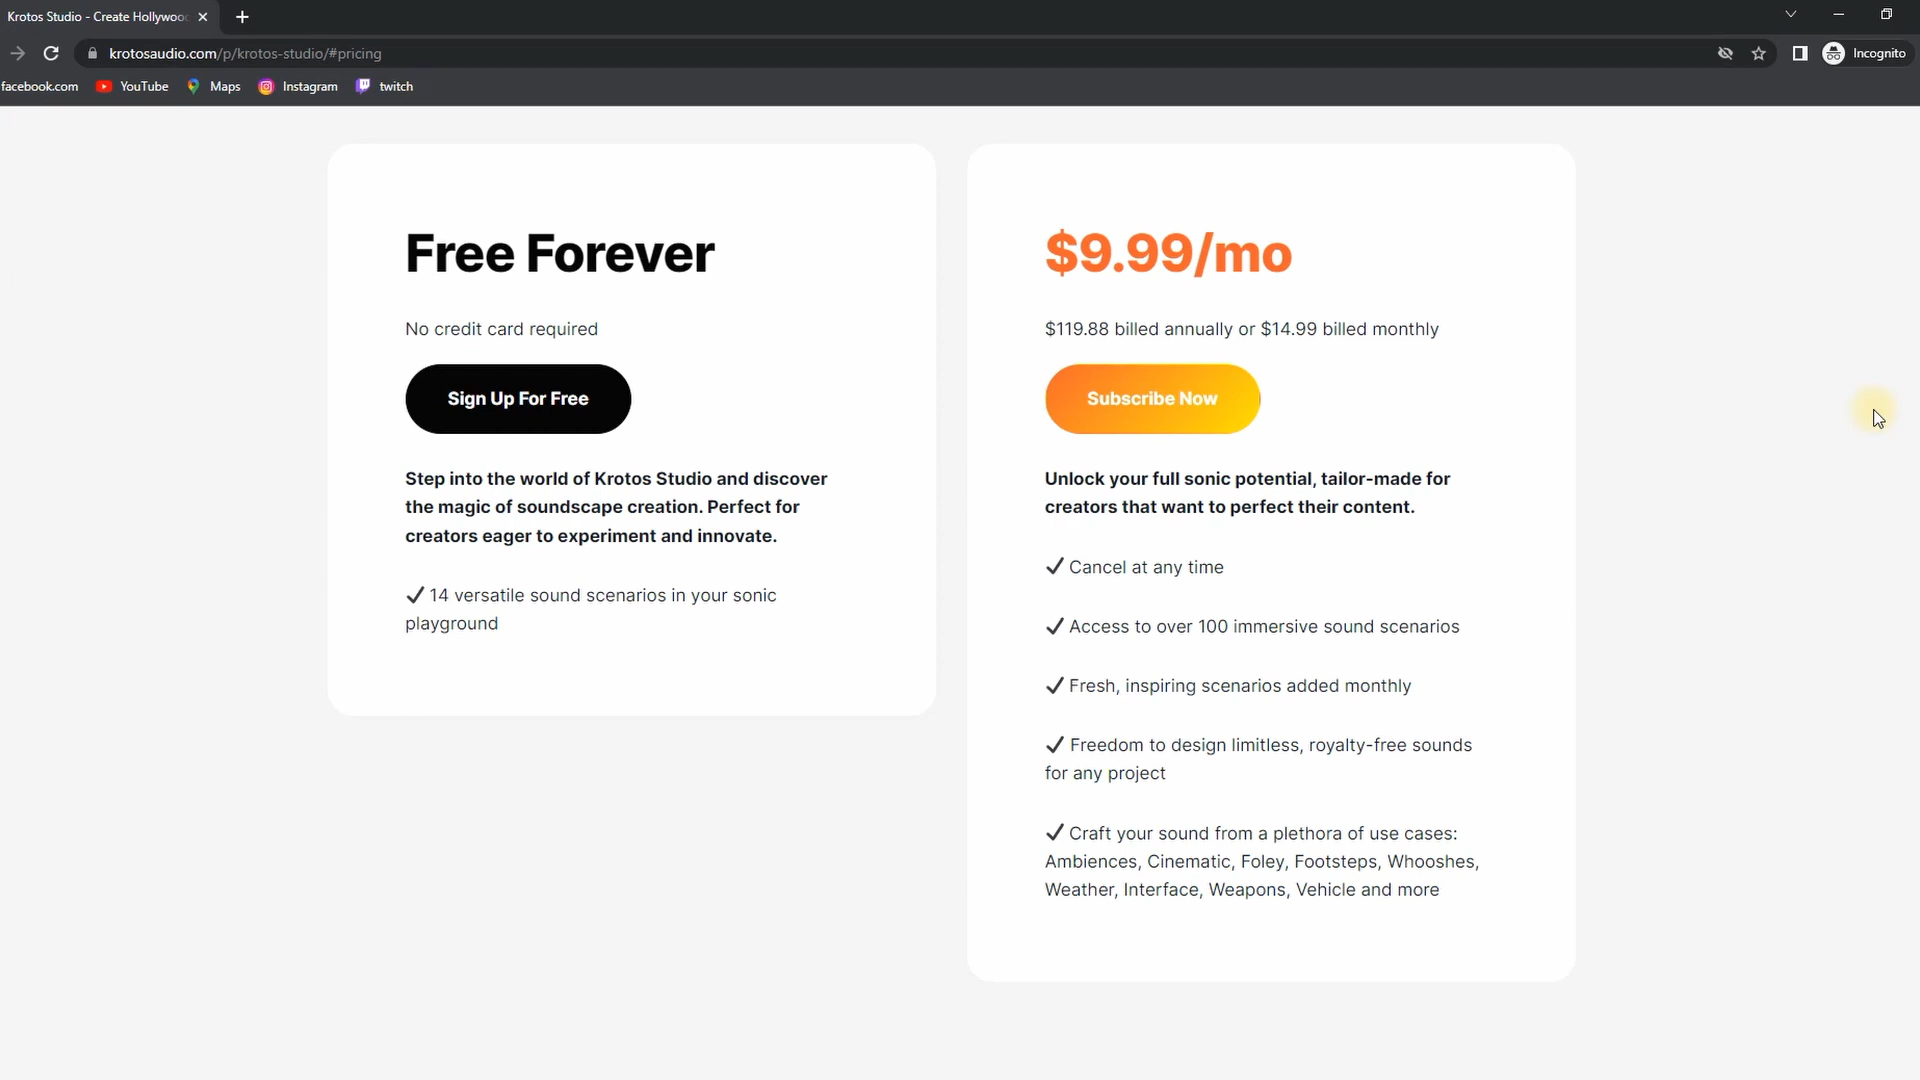 Krotos Studio - Create Hollywoo
krotosaudio.com/p/krotos-studio/#pricing
Incognito
facebook.com
YouTube
Maps
Instagram
twitch
Free Forever
No credit card required
Sign Up For Free
Step into the world of Krotos Studio and discover
the magic of soundscape creation. Perfect for
creators eager to experiment and innovate.
✓ 14 versatile sound scenarios in your sonic
playground
$9.99/mo
$119.88 billed annually or $14.99 billed monthly
Subscribe Now
Unlock your full sonic potential, tailor-made for
creators that want to perfect their content.
✓ Cancel at any time
✓ Access to over 100 immersive sound scenarios
✓ Fresh, inspiring scenarios added monthly
✓ Freedom to design limitless, royalty-free sounds
for any project
✓ Craft your sound from a plethora of use cases:
Ambiences, Cinematic, Foley, Footsteps, Whooshes,
Weather, Interface, Weapons, Vehicle and more